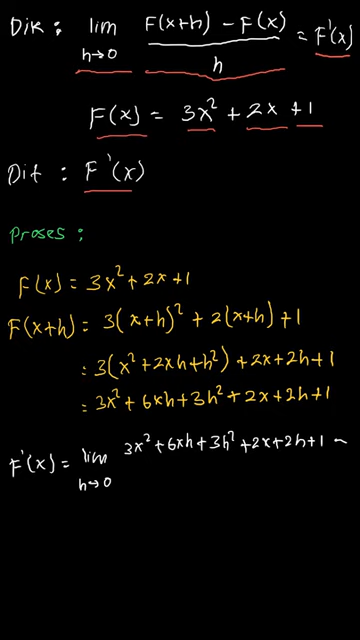 Dik : lim h→0 F(x+h) - F(x) / h = F'(x)
F(x) = 3x² + 2x + 1
Dit : F'(x)
Proses :
F(x) = 3x² + 2x + 1
F(x+h) = 3(x+h)² + 2(x+h) + 1
= 3(x² + 2xh + h²) + 2x + 2h + 1
= 3x² + 6xh + 3h² + 2x + 2h + 1
F'(x) = lim h→0 3x² + 6xh + 3h² + 2x + 2h + 1 -